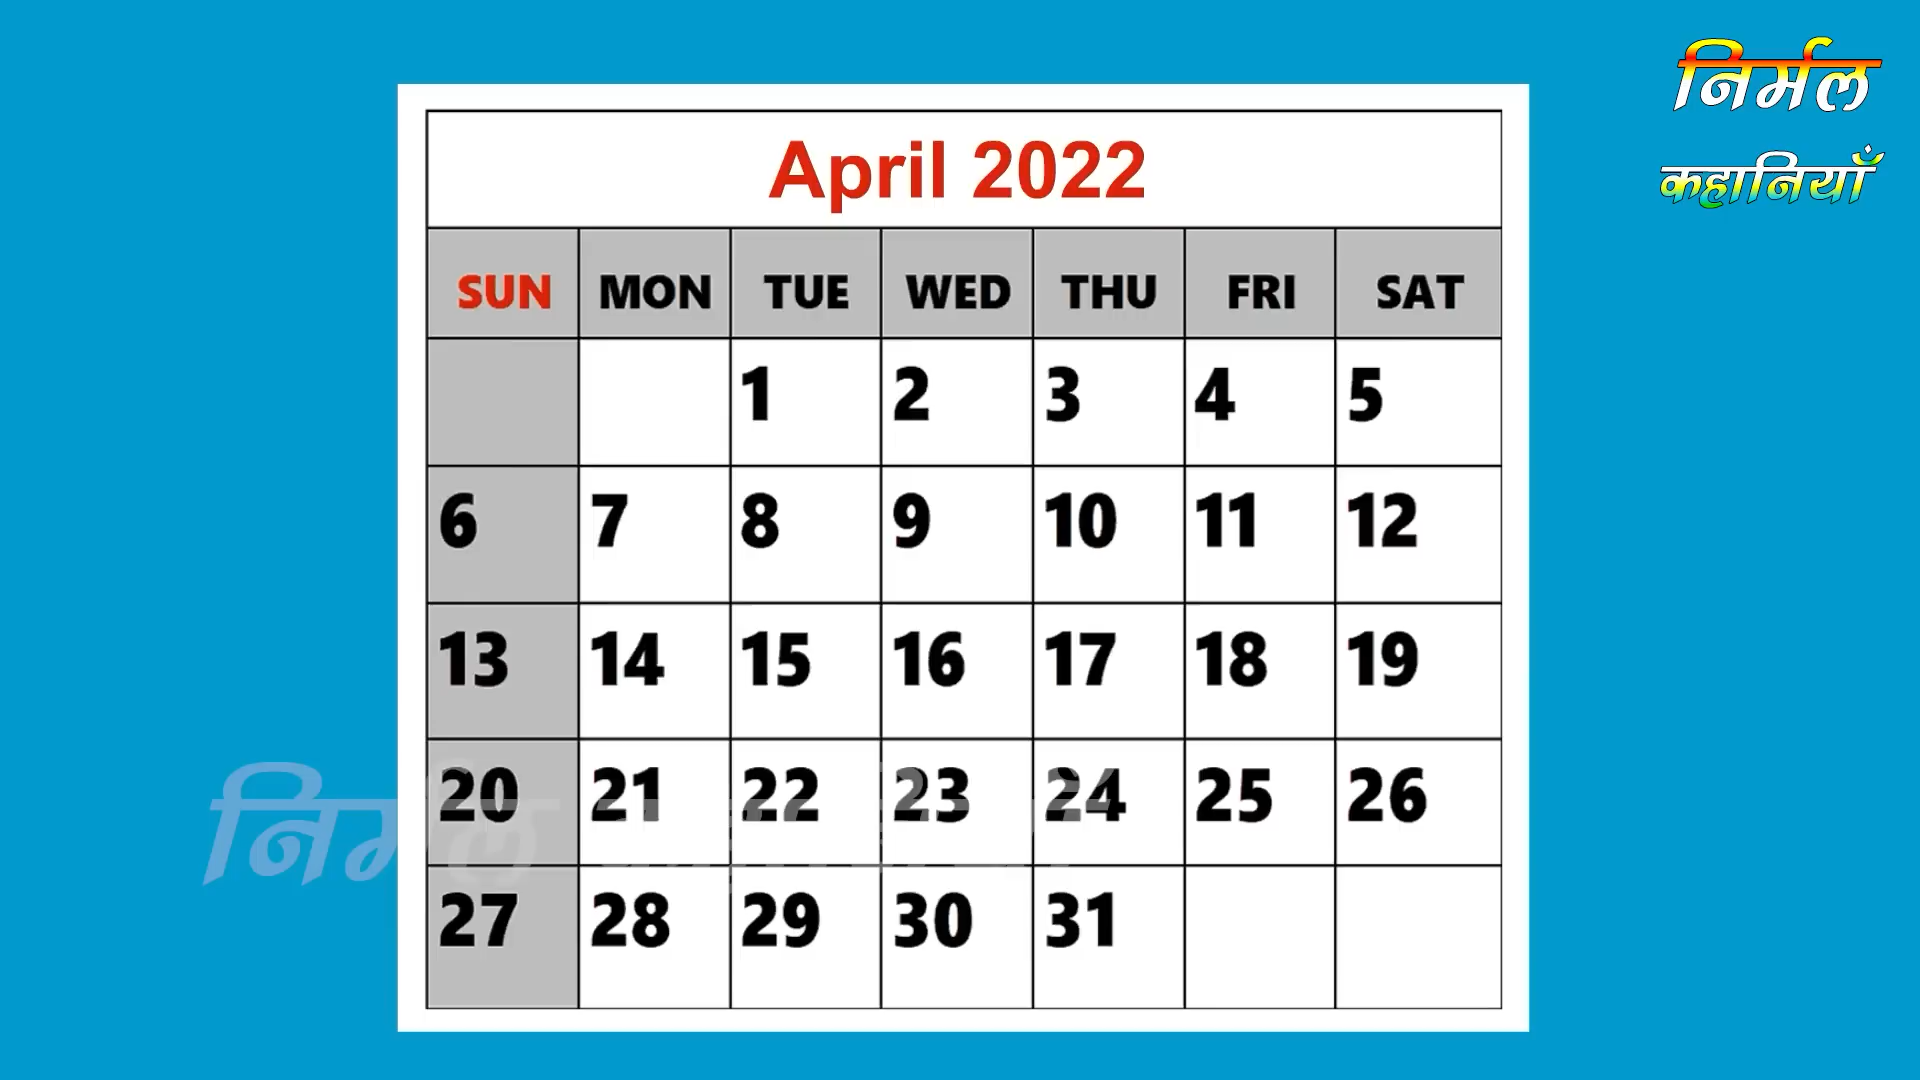 निर्मल
कहानियाँ
April 2022
SUN MON TUE WED THU FRI SAT
1 2 3 4 5
6 7 8 9 10 11 12
13 14 15 16 17 18 19
20 21 22 23 24 25 26
निर्मल कहानियाँ
27 28 29 30 31